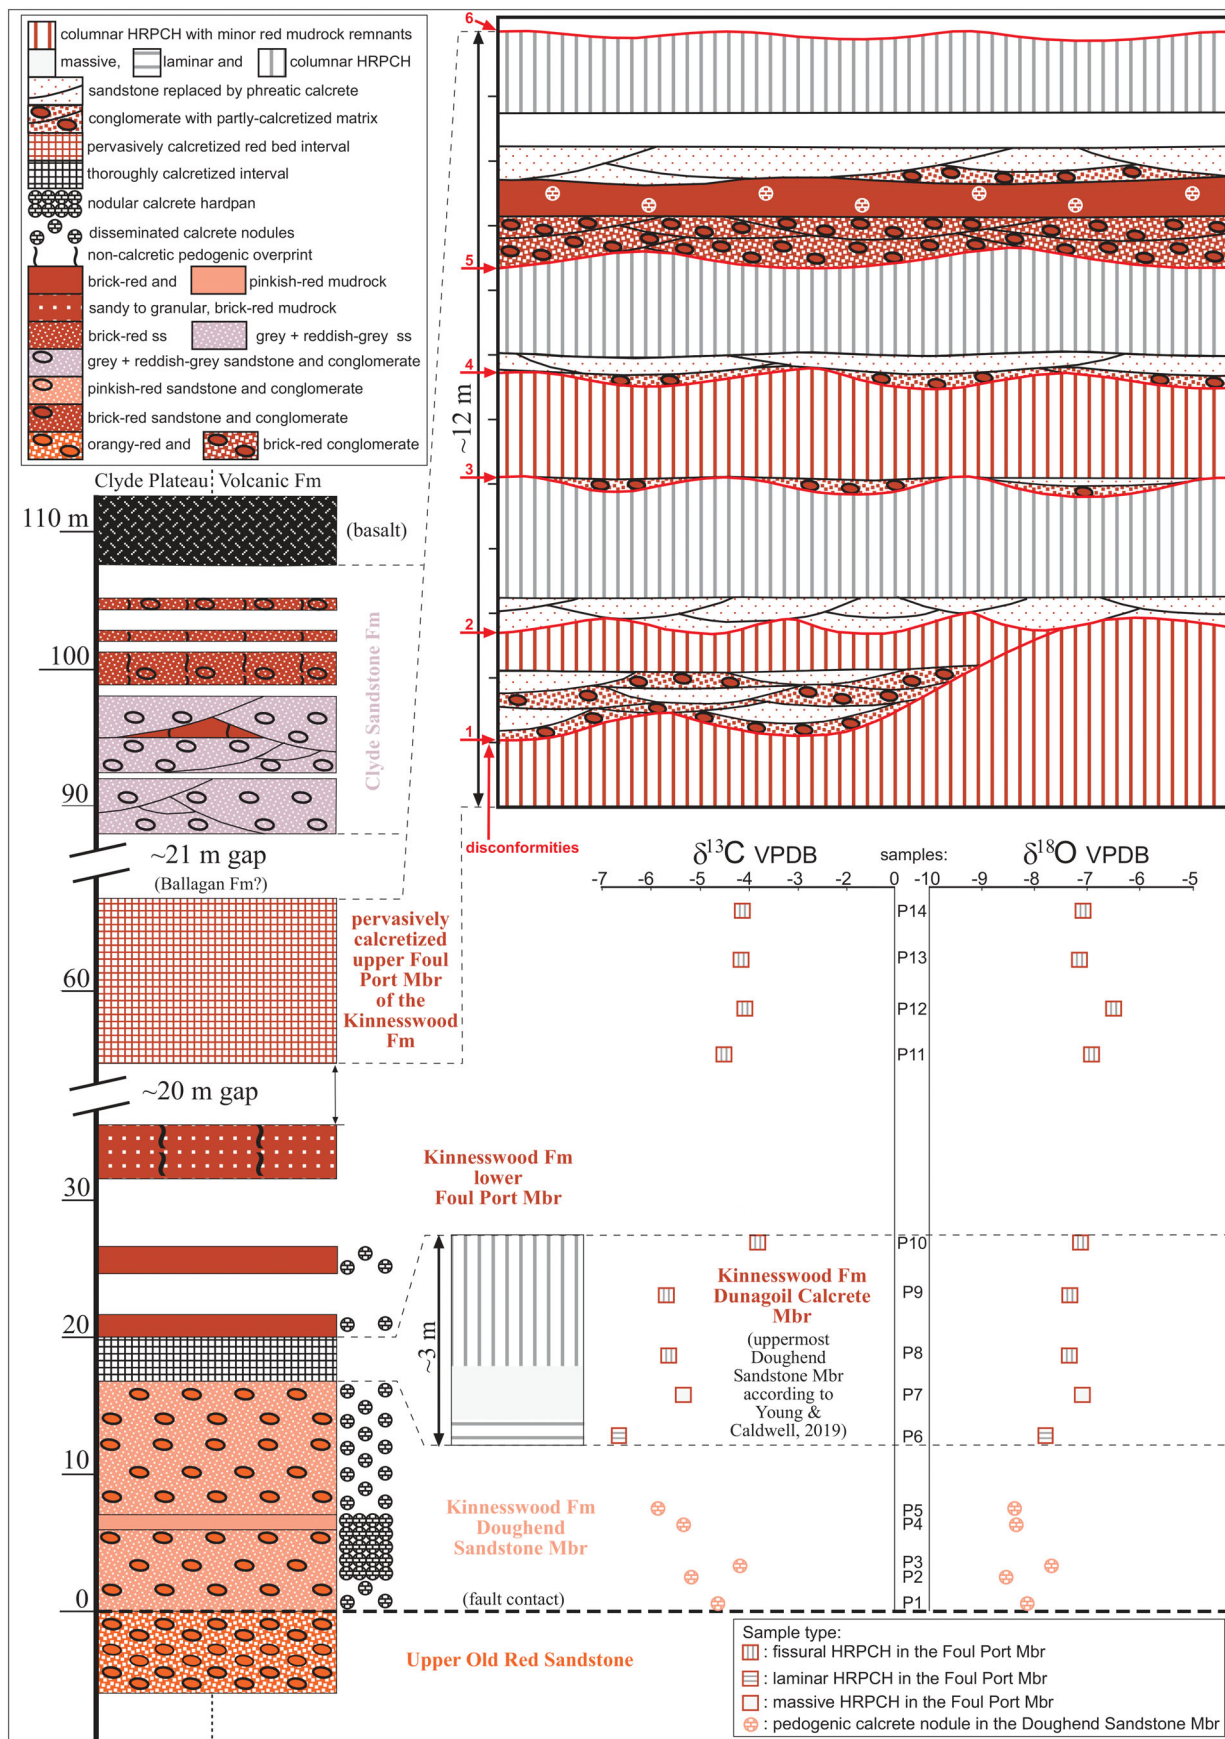 columnar HRPCH with minor red mudrock remnants
massive, laminar and columnar HRPCH
sandstone replaced by phreatic calcrete
conglomerate with partly-calcretized matrix
pervasively calcretized red bed interval
thoroughly calcretized interval
nodular calcrete hardpan
disseminated calcrete nodules
non-calcretic pedogenic overprint
brick-red and pinkish-red mudrock
sandy to granular, brick-red mudrock
brick-red ss grey + reddish-grey ss
grey + reddish-grey sandstone and conglomerate
pinkish-red sandstone and conglomerate
brick-red sandstone and conglomerate
orangy-red and brick-red conglomerate
Clyde Plateau Volcanic Fm
110 m
(basalt)
100
Clyde Sandstone Fm
90
~21 m gap
(Ballagan Fm?)
pervasively
calcretized
upper Foul
Port Mbr
of the
Kinnesswood
Fm
60
~20 m gap
30
Kinnesswood Fm
lower
Foul Port Mbr
20
~3 m
10
Kinnesswood Fm
Doughend
Sandstone Mbr
0
(fault contact)
Upper Old Red Sandstone
6
5
4
~12 m
3
2
1
disconformities
δ13C VPDB
samples:
δ18O VPDB
-7 -6 -5 -4 -3 -2 0 -10 -9 -8 -7 -6 -5
P14
P13
P12
P11
P10
P9
P8
P7
P6
P5
P4
P3
P2
P1
Kinnesswood Fm
Dunagoil Calcrete
Mbr
(uppermost
Doughend
Sandstone Mbr
according to
Young &
Caldwell, 2019)
Sample type:
: fissural HRPCH in the Foul Port Mbr
: laminar HRPCH in the Foul Port Mbr
: massive HRPCH in the Foul Port Mbr
: pedogenic calcrete nodule in the Doughend Sandstone Mbr